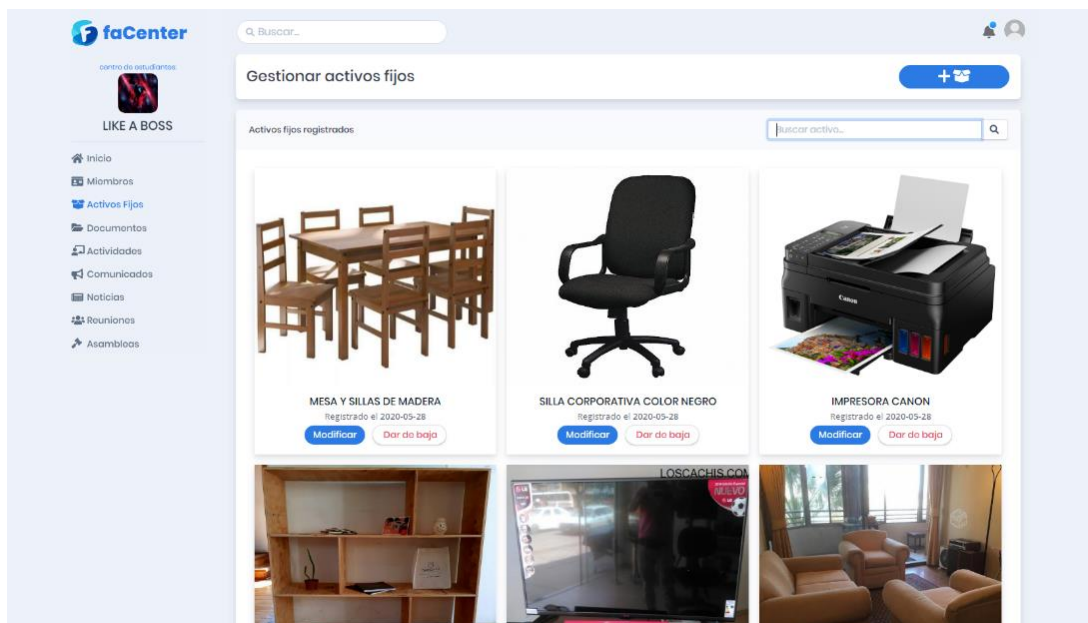 faCenter
Buscar...
centro de estudiantes.
LIKE A BOSS
Inicio
Miembros
Activos Fijos
Documentos
Actividades
Comunicados
Noticias
Reuniones
Asambleas
Gestionar activos fijos
+
Activos fijos registrados
Buscar activo...
MESA Y SILLAS DE MADERA
Registrado el 2020-05-28
Modificar Dar de baja
SILLA CORPORATIVA COLOR NEGRO
Registrado el 2020-05-28
Modificar Dar de baja
Canon
IMPRESORA CANON
Registrado el 2020-05-28
Modificar Dar de baja
LOSCACHIS.COM
NUEVO